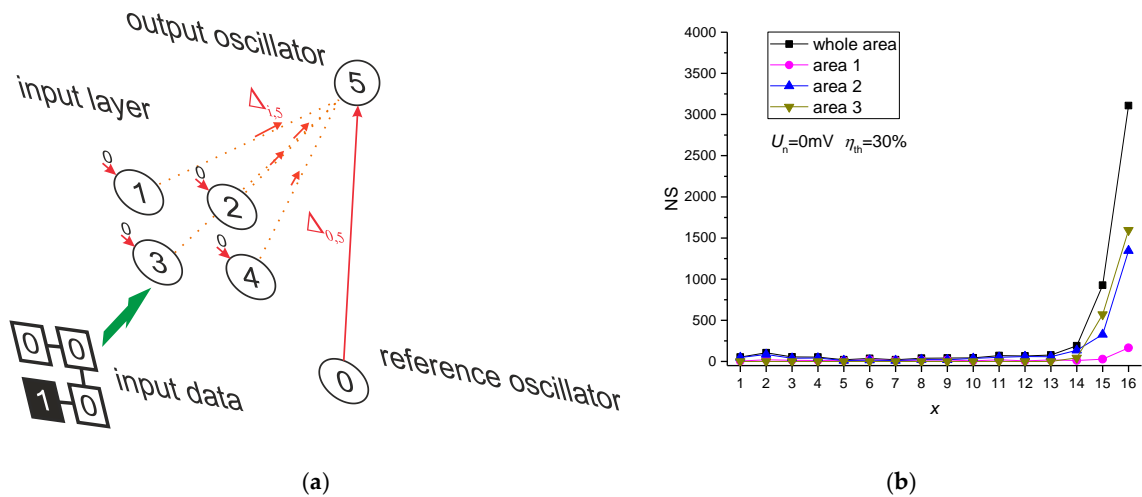 output oscillator
5
input layer
Δi,5
0
1
0
2
0
3
0
4
Δ0,5
0 0
1 0
input data
0
reference oscillator
(a)
whole area
area 1
area 2
area 3
Un=0mV ηth=30%
NS
4000
3500
3000
2500
2000
1500
1000
500
0
1 2 3 4 5 6 7 8 9 10 11 12 13 14 15 16
x
(b)